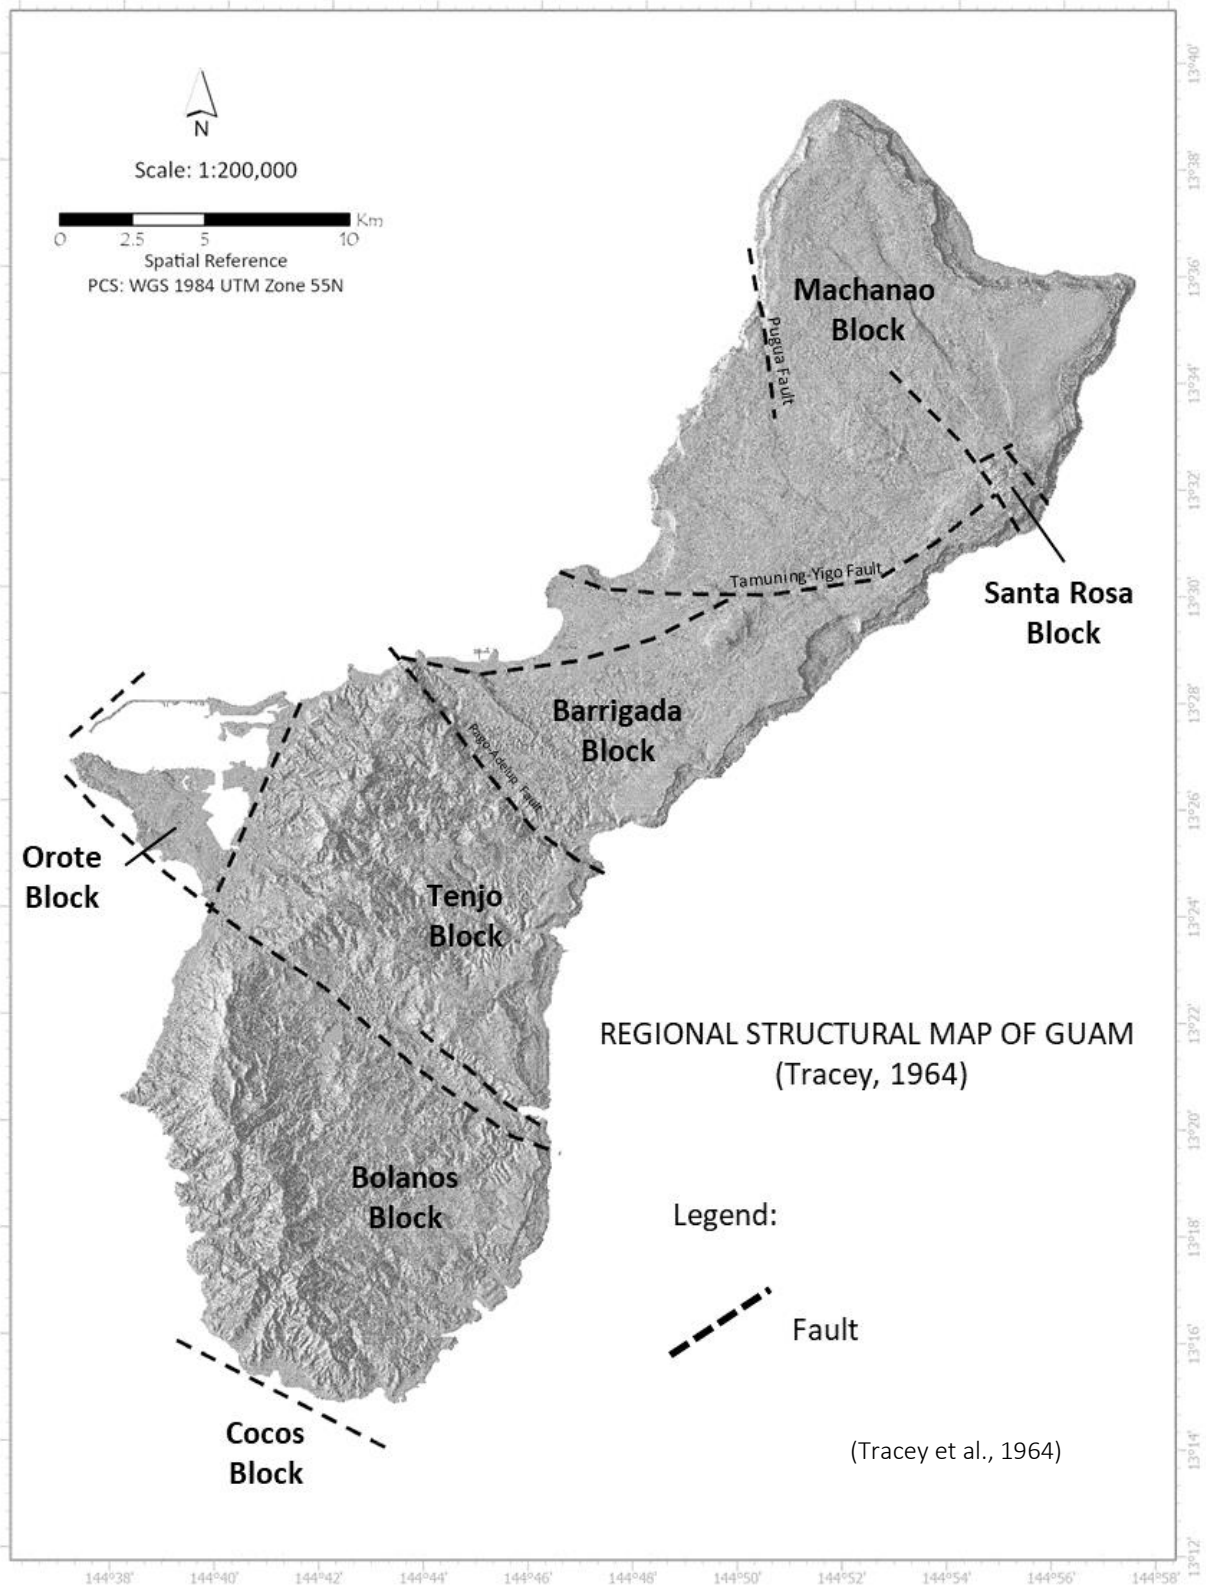 N
Scale: 1:200,000
Km
0 2.5 5 10
Spatial Reference
PCS: WGS 1984 UTM Zone 55N
Machanao
Block
Pugua Fault
Tamuning-Yigo Fault
Santa Rosa
Block
Barrigada
Block
Pago-Adelup Fault
Orote
Block
Tenjo
Block
REGIONAL STRUCTURAL MAP OF GUAM
(Tracey, 1964)
Bolanos
Block
Legend:
Fault
Cocos
Block
(Tracey et al., 1964)
13°40'
13°38'
13°36'
13°34'
13°32'
13°30'
13°28'
13°26'
13°24'
13°22'
13°20'
13°18'
13°16'
13°14'
13°12'
144°38' 144°40' 144°42' 144°44' 144°46' 144°48' 144°50' 144°52' 144°54' 144°56' 144°58'